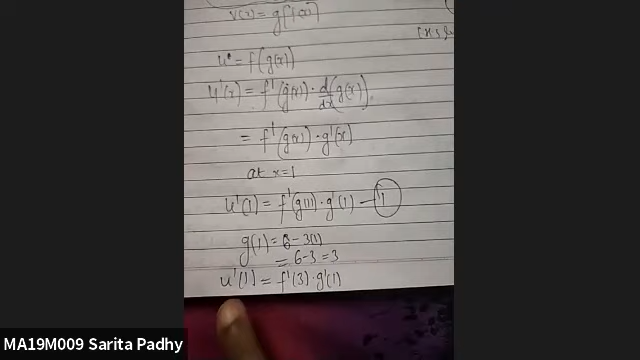 v(x) = g[f(x)]
u = f(g(x))
u'(x) = f'(g(x)) · d/dx (g(x)).
= f'(g(x)) · g'(x)
at x=1
u'(1) = f'(g(1)) · g'(1) —
g(1) = 6 - 3(1)
= 6-3 = 3
u'(1) = f'(3) · g'(1)
MA19M009 Sarita Padhy